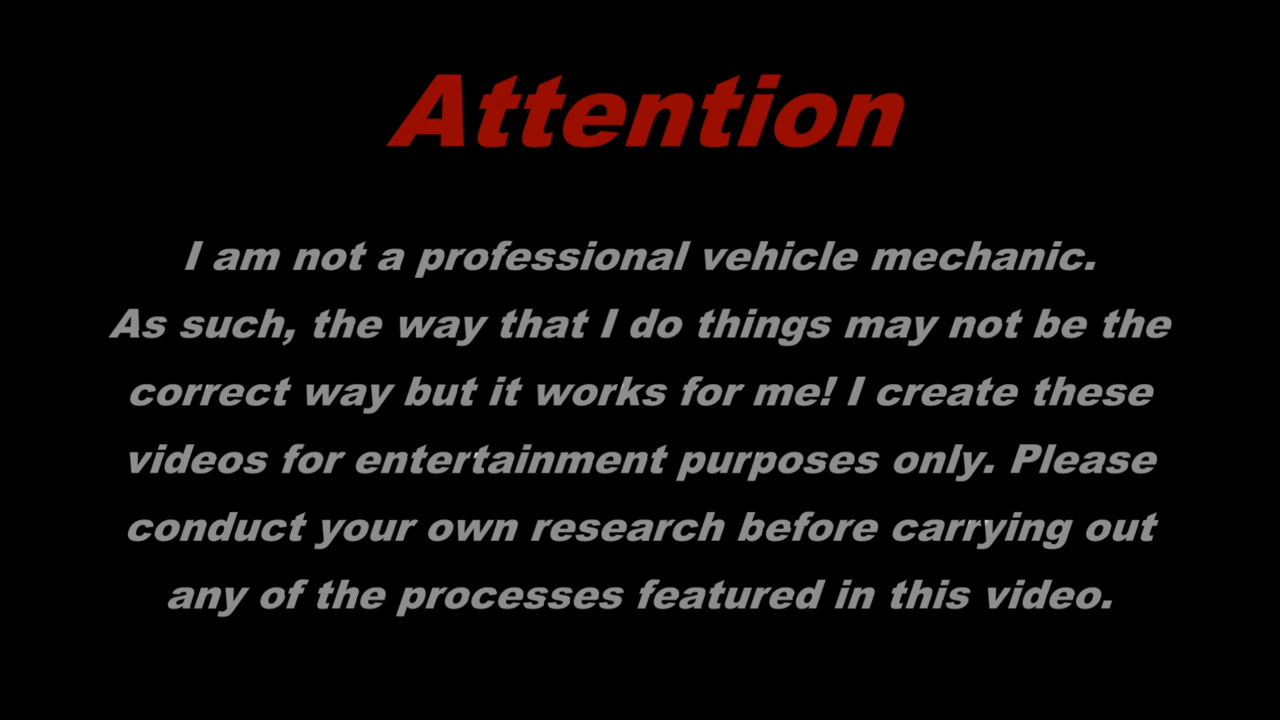 Attention
I am not a professional vehicle mechanic.
As such, the way that I do things may not be the
correct way but it works for me! I create these
videos for entertainment purposes only. Please
conduct your own research before carrying out
any of the processes featured in this video.